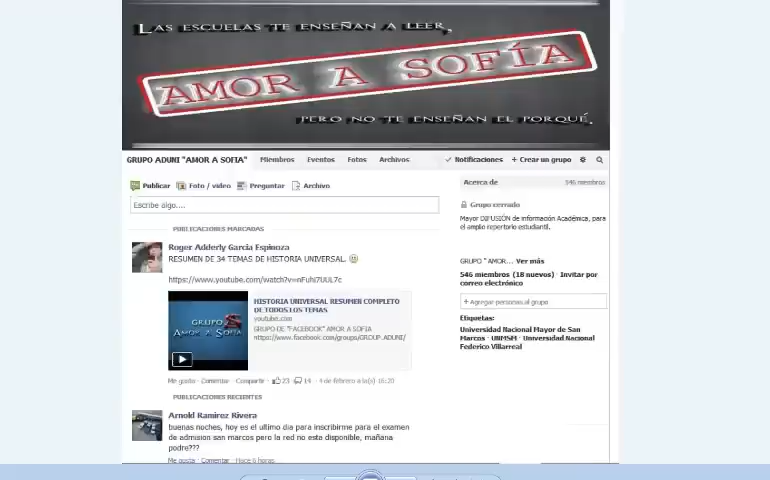 LAS ESCUELAS TE ENSEÑAN A LEER,
AMOR A SOFÍA
PERO NO TE ENSEÑAN EL PORQUÉ.
GRUPO ADUNI "AMOR A SOFIA" Miembros Eventos Fotos Archivos Notificaciones + Crear un grupo
Publicar Foto / video Preguntar Archivo
Escribe algo....
PUBLICACIONES MARCADAS
Roger Adderly Garcia Espinoza
RESUMEN DE 34 TEMAS DE HISTORIA UNIVERSAL.
https://www.youtube.com/watch?v=nFuhi7UUL7c
GRUPO
AMOR A SOFIA
HISTORIA UNIVERSAL RESUMEN COMPLETO
DE TODOS LOS TEMAS
youtube.com
GRUPO DE "FACEBOOK" AMOR A SOFIA
https://www.facebook.com/groups/GROUP.ADUNI/
Me gusta · Comentar · Compartir · 23 14 · 4 de febrero a la(s) 16:20
PUBLICACIONES RECIENTES
Arnold Ramirez Rivera
buenas noches, hoy es el ultimo dia para inscribirme para el examen
de admision san marcos pero la red no esta disponible, mañana
podre???
Me gusta · Comentar · Hace 6 horas
Acerca de 546 miembros
Grupo cerrado
Mayor DIFUSIÓN de información Académica, para
el amplio repertorio estudiantil.
GRUPO " AMOR... Ver más
546 miembros (18 nuevos) · Invitar por
correo electrónico
+ Agregar personas al grupo
Etiquetas:
Universidad Nacional Mayor de San
Marcos · UNMSM · Universidad Nacional
Federico Villarreal